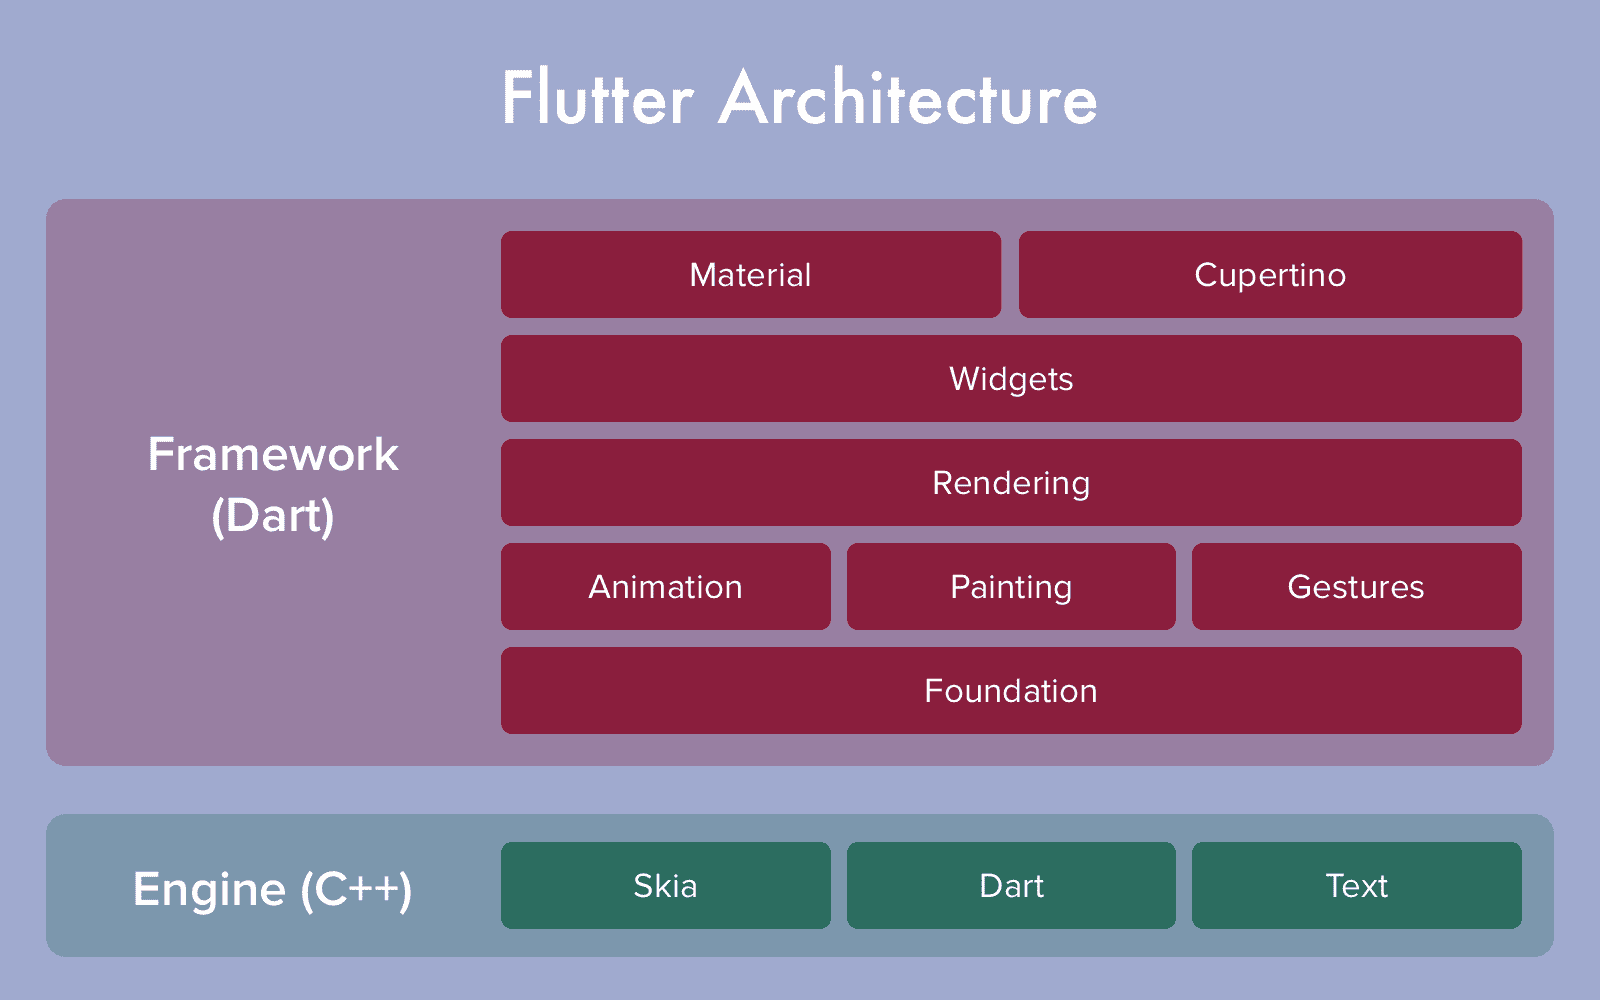 Flutter Architecture
Framework
(Dart)
Material
Cupertino
Widgets
Rendering
Animation
Painting
Gestures
Foundation
Engine (C++)
Skia
Dart
Text